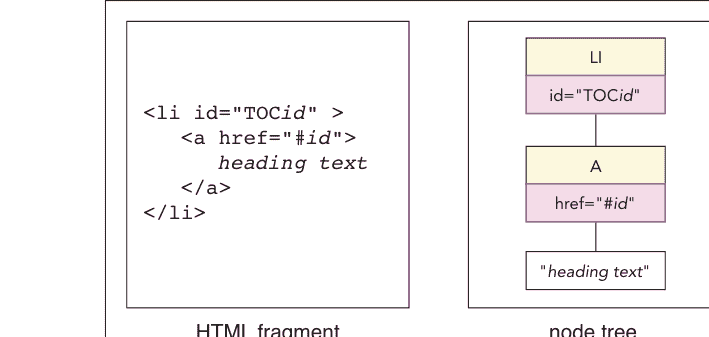 <li id="TOCid" >
<a href="#id">
heading text
</a>
</li>
HTML fragment
LI
id="TOCid"
A
href="#id"
"heading text"
node tree